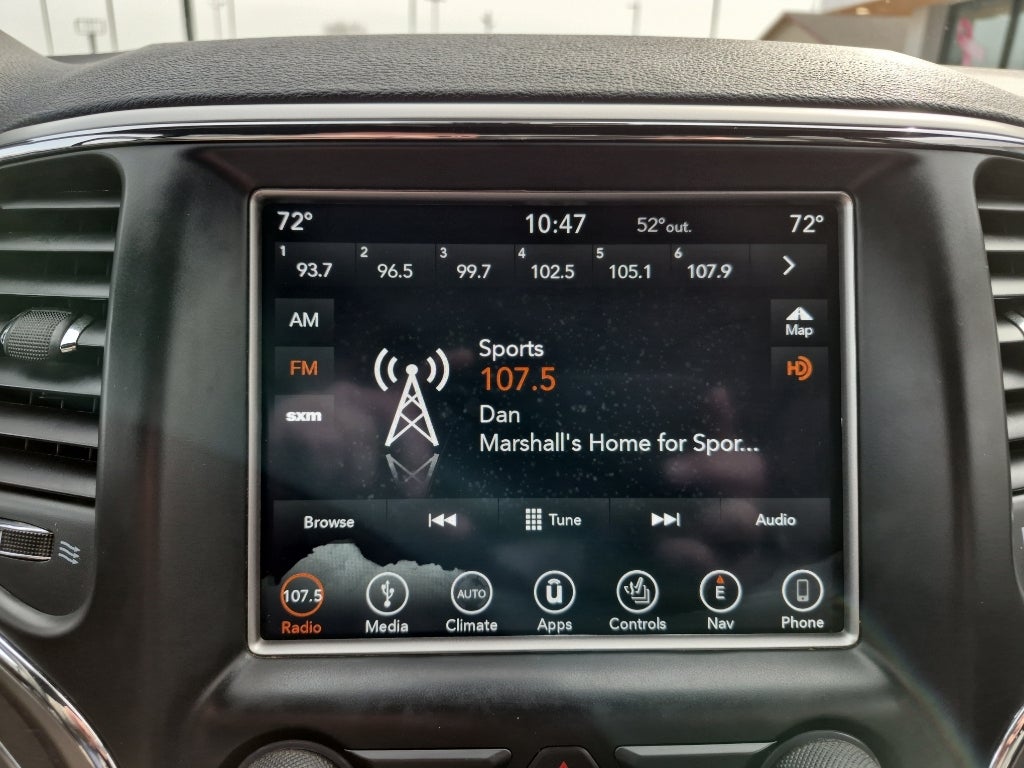 72° 10:47 52°out. 72°
1 93.7 2 96.5 3 99.7 4 102.5 5 105.1 6 107.9
AM
Map
FM
HD
sxm
Sports
107.5
Dan
Marshall's Home for Spor...
Browse Tune Audio
107.5 AUTO ū E
Radio Media Climate Apps Controls Nav Phone